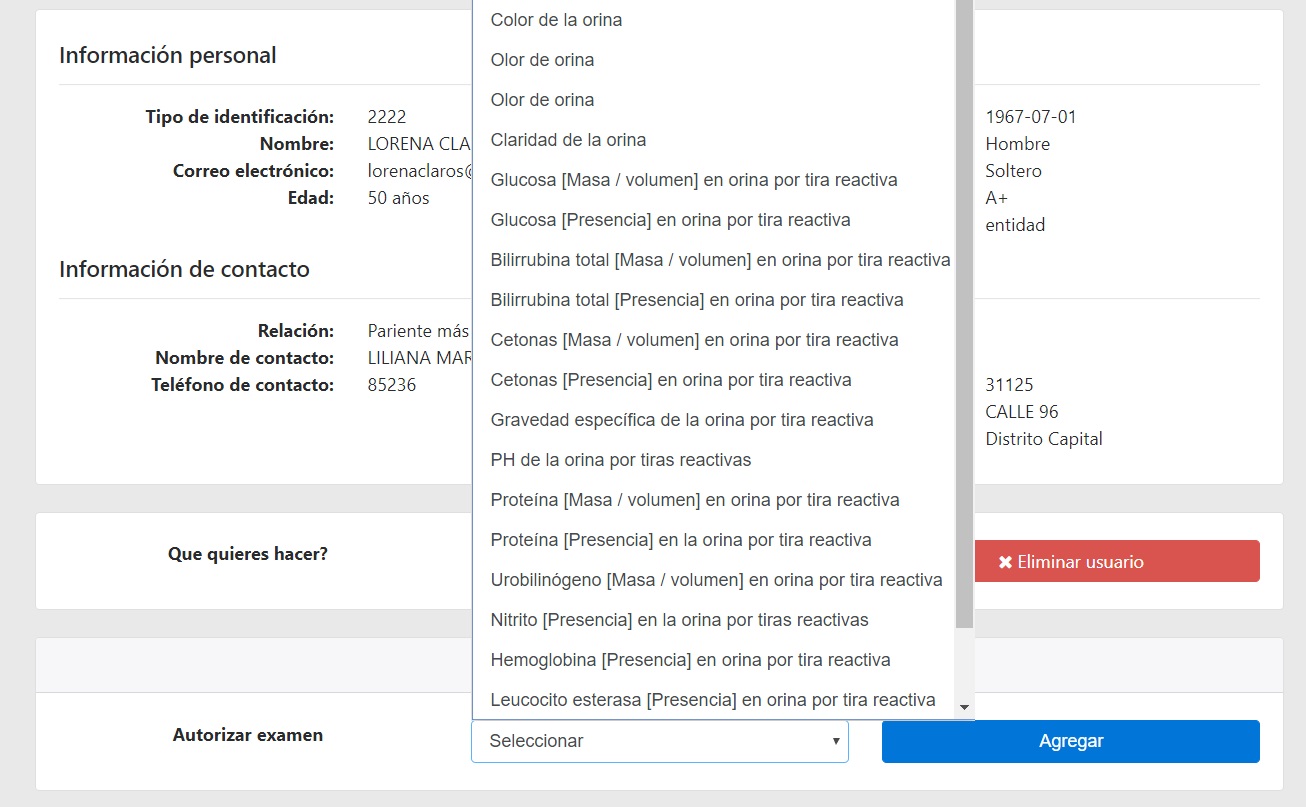 Información personal
Tipo de identificación: 2222
Nombre: LORENA CLA
Correo electrónico: lorenaclaros@
Edad: 50 años
1967-07-01
Hombre
Soltero
A+
entidad
Información de contacto
Relación: Pariente más
Nombre de contacto: LILIANA MAR
Teléfono de contacto: 85236
31125
CALLE 96
Distrito Capital
Que quieres hacer?
Eliminar usuario
Color de la orina
Olor de orina
Olor de orina
Claridad de la orina
Glucosa [Masa / volumen] en orina por tira reactiva
Glucosa [Presencia] en orina por tira reactiva
Bilirrubina total [Masa / volumen] en orina por tira reactiva
Bilirrubina total [Presencia] en orina por tira reactiva
Cetonas [Masa / volumen] en orina por tira reactiva
Cetonas [Presencia] en orina por tira reactiva
Gravedad específica de la orina por tira reactiva
PH de la orina por tiras reactivas
Proteína [Masa / volumen] en orina por tira reactiva
Proteína [Presencia] en la orina por tira reactiva
Urobilinógeno [Masa / volumen] en orina por tira reactiva
Nitrito [Presencia] en la orina por tiras reactivas
Hemoglobina [Presencia] en orina por tira reactiva
Leucocito esterasa [Presencia] en orina por tira reactiva
Autorizar examen
Seleccionar
Agregar